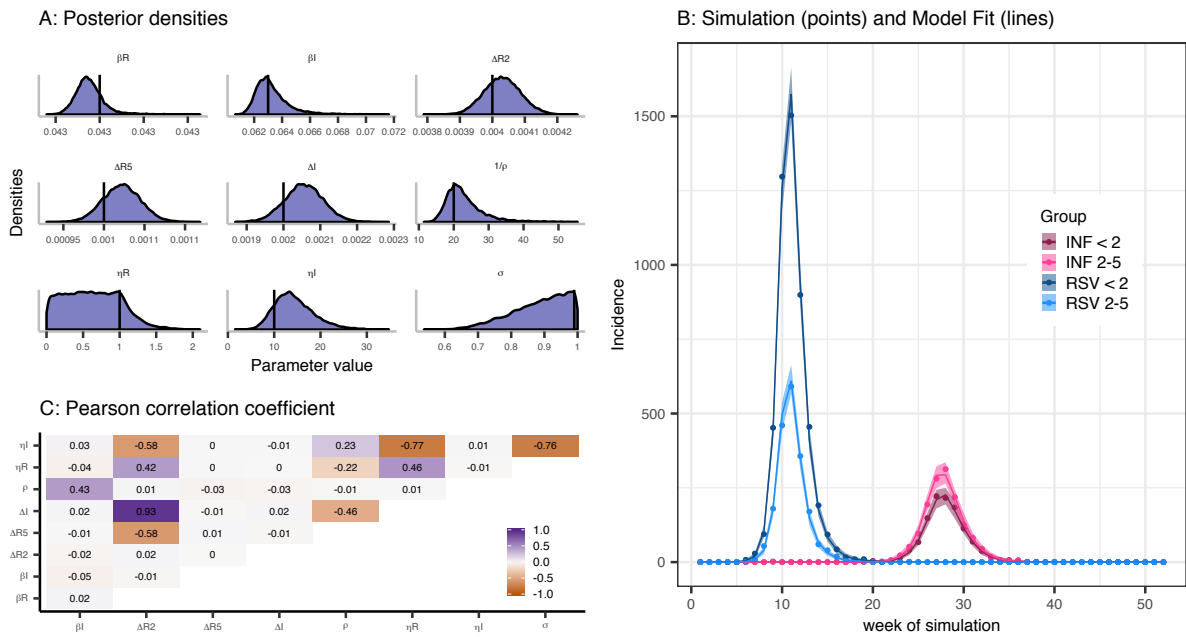 A: Posterior densities
βR
βI
ΔR2
0.043 0.043 0.043 0.043
0.062 0.064 0.066 0.068 0.07 0.072
0.0038 0.0039 0.004 0.0041 0.0042
ΔR5
ΔI
1/ρ
0.00095 0.001 0.0011 0.0011
0.0019 0.002 0.0021 0.0022 0.0023
10 20 30 40 50
ηR
ηI
σ
0 0.5 1 1.5 2
0 10 20 30
0.6 0.7 0.8 0.9 1
Densities
Parameter value
B: Simulation (points) and Model Fit (lines)
1500
1000
500
0
Incidence
0 10 20 30 40 50
week of simulation
Group
INF < 2
INF 2-5
RSV < 2
RSV 2-5
C: Pearson correlation coefficient
ηI 0.03 -0.58 0 -0.01 0.23 -0.77 0.01 -0.76
ηR -0.04 0.42 0 0 -0.22 0.46 -0.01
ρ 0.43 0.01 -0.03 -0.03 -0.01 0.01
ΔI 0.02 0.93 -0.01 0.02 -0.46
ΔR5 -0.01 -0.58 0.01 -0.01
ΔR2 -0.02 0.02 0
βI -0.05 -0.01
βR 0.02
βI ΔR2 ΔR5 ΔI ρ ηR ηI σ
1.0
0.5
0.0
-0.5
-1.0